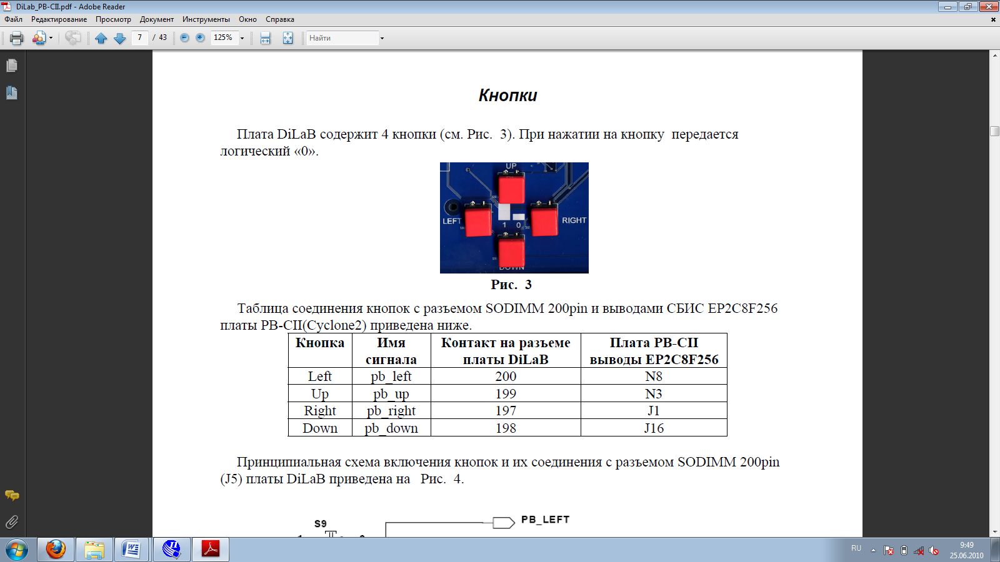 DiLab_PB-CII.pdf - Adobe Reader
Файл Редактирование Просмотр Документ Инструменты Окно Справка
7 / 43 125% Найти
Кнопки
Плата DiLaB содержит 4 кнопки (см. Рис. 3). При нажатии на кнопку передается
логический «0».
UP
LEFT
RIGHT
1 0
DOWN
Рис. 3
Таблица соединения кнопок с разъемом SODIMM 200pin и выводами СБИС EP2C8F256
платы PB-CII(Cyclone2) приведена ниже.
Кнопка Имя Контакт на разъеме Плата PB-CII
сигнала платы DiLaB выводы EP2C8F256
Left pb_left 200 N8
Up pb_up 199 N3
Right pb_right 197 J1
Down pb_down 198 J16
Принципиальная схема включения кнопок и их соединения с разъемом SODIMM 200pin
(J5) платы DiLaB приведена на Рис. 4.
PB_LEFT
S9
RU 9:49
25.06.2010